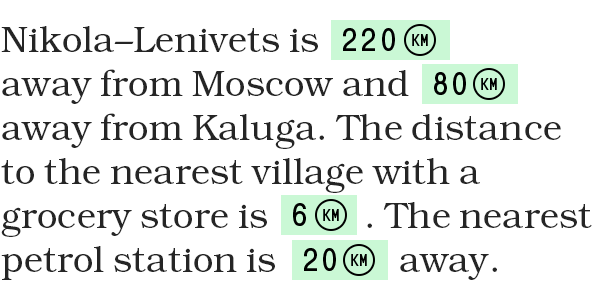 Nikola–Lenivets is 220 KM
away from Moscow and 80 KM
away from Kaluga. The distance
to the nearest village with a
grocery store is 6 KM . The nearest
petrol station is 20 KM away.